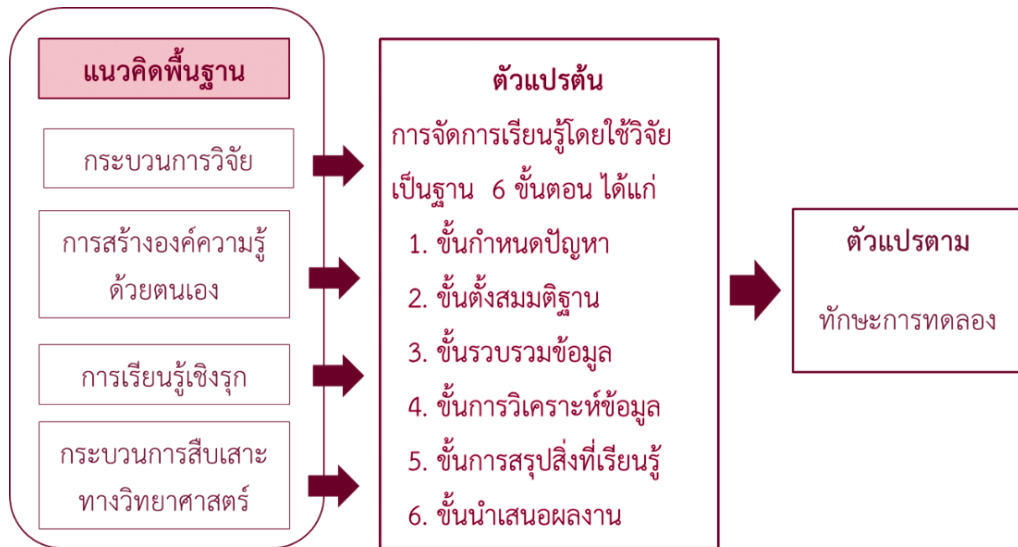 แนวคิดพื้นฐาน
กระบวนการวิจัย
การสร้างองค์ความรู้
ด้วยตนเอง
การเรียนรู้เชิงรุก
กระบวนการสืบเสาะ
ทางวิทยาศาสตร์
ตัวแปรต้น
การจัดการเรียนรู้โดยใช้วิจัย
เป็นฐาน 6 ขั้นตอน ได้แก่
1. ขั้นกำหนดปัญหา
2. ขั้นตั้งสมมติฐาน
3. ขั้นรวบรวมข้อมูล
4. ขั้นการวิเคราะห์ข้อมูล
5. ขั้นการสรุปสิ่งที่เรียนรู้
6. ขั้นนำเสนอผลงาน
ตัวแปรตาม
ทักษะการทดลอง